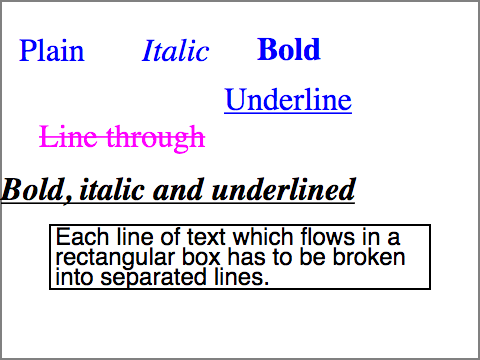 Plain Italic Bold
Underline
Line through
Bold, italic and underlined
Each line of text which flows in a
rectangular box has to be broken
into separated lines.